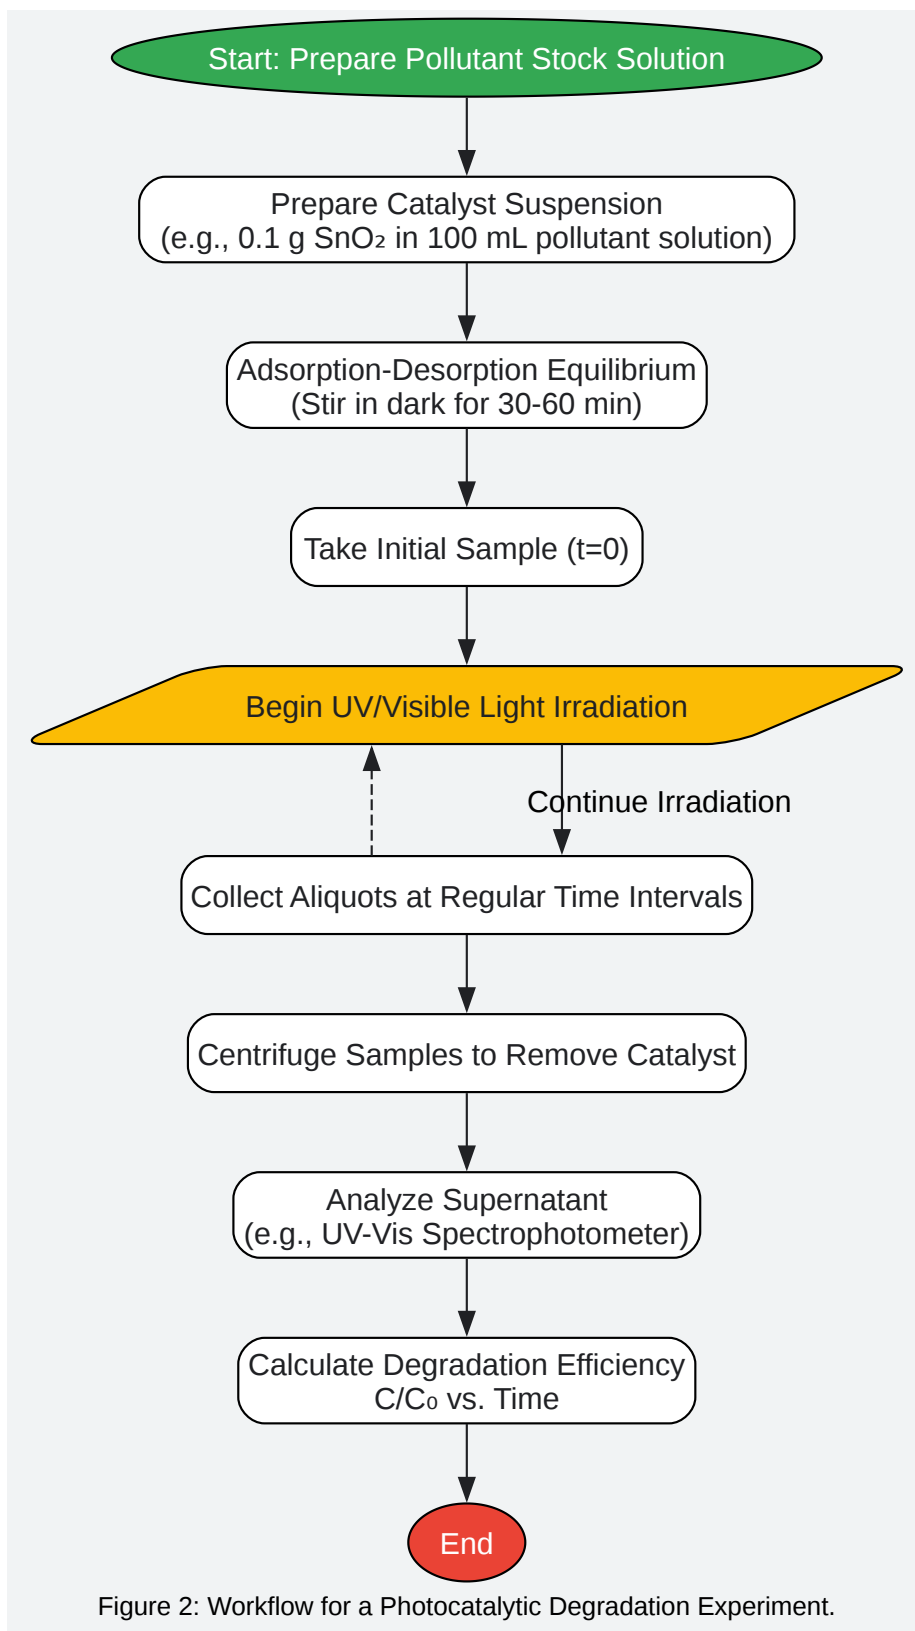 Start: Prepare Pollutant Stock Solution
Prepare Catalyst Suspension
(e.g., 0.1 g SnO₂ in 100 mL pollutant solution)
Adsorption-Desorption Equilibrium
(Stir in dark for 30-60 min)
Take Initial Sample (t=0)
Begin UV/Visible Light Irradiation
Continue Irradiation
Collect Aliquots at Regular Time Intervals
Centrifuge Samples to Remove Catalyst
Analyze Supernatant
(e.g., UV-Vis Spectrophotometer)
Calculate Degradation Efficiency
C/C₀ vs. Time
End
Figure 2: Workflow for a Photocatalytic Degradation Experiment.